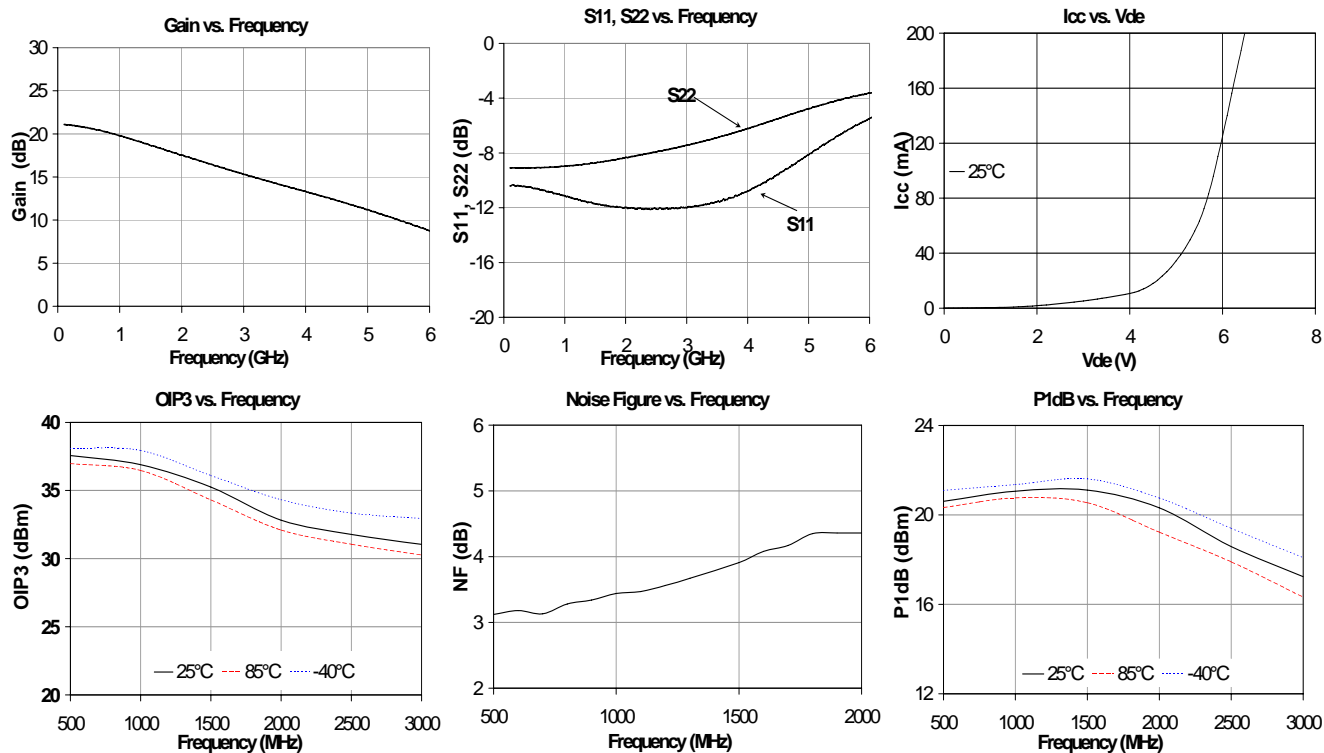 Gain vs. Frequency
30
25
20
15
10
5
0
Gain (dB)
0 1 2 3 4 5 6
Frequency (GHz)
S11, S22 vs. Frequency
0
-4
-8
-12
-16
-20
S11, S22 (dB)
S22
S11
0 1 2 3 4 5 6
Frequency (GHz)
Icc vs. Vde
200
160
120
80
40
0
Icc (mA)
25°C
0 2 4 6 8
Vde (V)
OIP3 vs. Frequency
40
35
30
25
20
OIP3 (dBm)
25°C 85°C -40°C
500 1000 1500 2000 2500 3000
Frequency (MHz)
Noise Figure vs. Frequency
6
5
4
3
2
NF (dB)
500 1000 1500 2000
Frequency (MHz)
P1dB vs. Frequency
24
20
16
12
P1dB (dBm)
25°C 85°C -40°C
500 1000 1500 2000 2500 3000
Frequency (MHz)